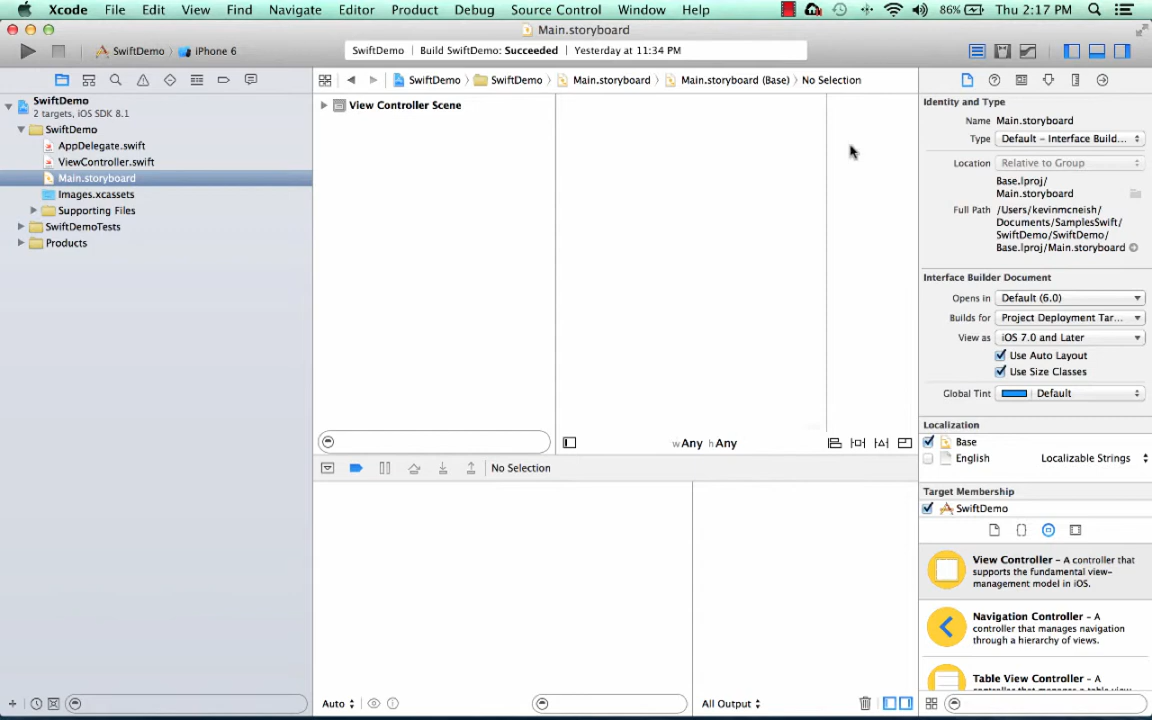 Xcode File Edit View Find Navigate Editor Product Debug Source Control Window Help 86% Thu 2:17 PM
Main.storyboard
SwiftDemo iPhone 6 SwiftDemo Build SwiftDemo: Succeeded Yesterday at 11:34 PM
SwiftDemo SwiftDemo Main.storyboard Main.storyboard (Base) No Selection
SwiftDemo
2 targets, iOS SDK 8.1
SwiftDemo
AppDelegate.swift
ViewController.swift
Main.storyboard
Images.xcassets
Supporting Files
SwiftDemoTests
Products
View Controller Scene
wAny hAny
No Selection
Auto
All Output
Identity and Type
Name Main.storyboard
Type Default – Interface Build...
Location Relative to Group
Base.lproj/
Main.storyboard
Full Path /Users/kevinmcneish/
Documents/SamplesSwift/
SwiftDemo/SwiftDemo/
Base.lproj/Main.storyboard
Interface Builder Document
Opens in Default (6.0)
Builds for Project Deployment Tar...
View as iOS 7.0 and Later
Use Auto Layout
Use Size Classes
Global Tint Default
Localization
Base
English Localizable Strings
Target Membership
SwiftDemo
View Controller – A controller that
supports the fundamental view-
management model in iOS.
Navigation Controller – A
controller that manages navigation
through a hierarchy of views.
Table View Controller – A